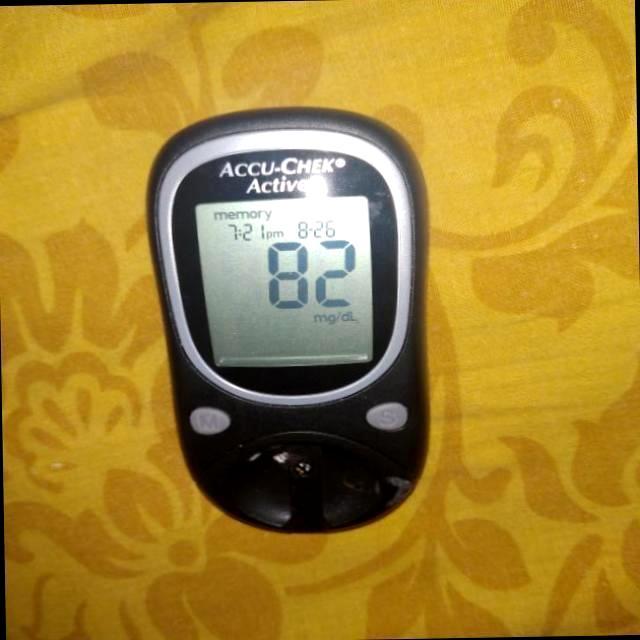 ACCU-CHEK®
Active
memory
7:21pm 8-26
82
mg/dL
M
S